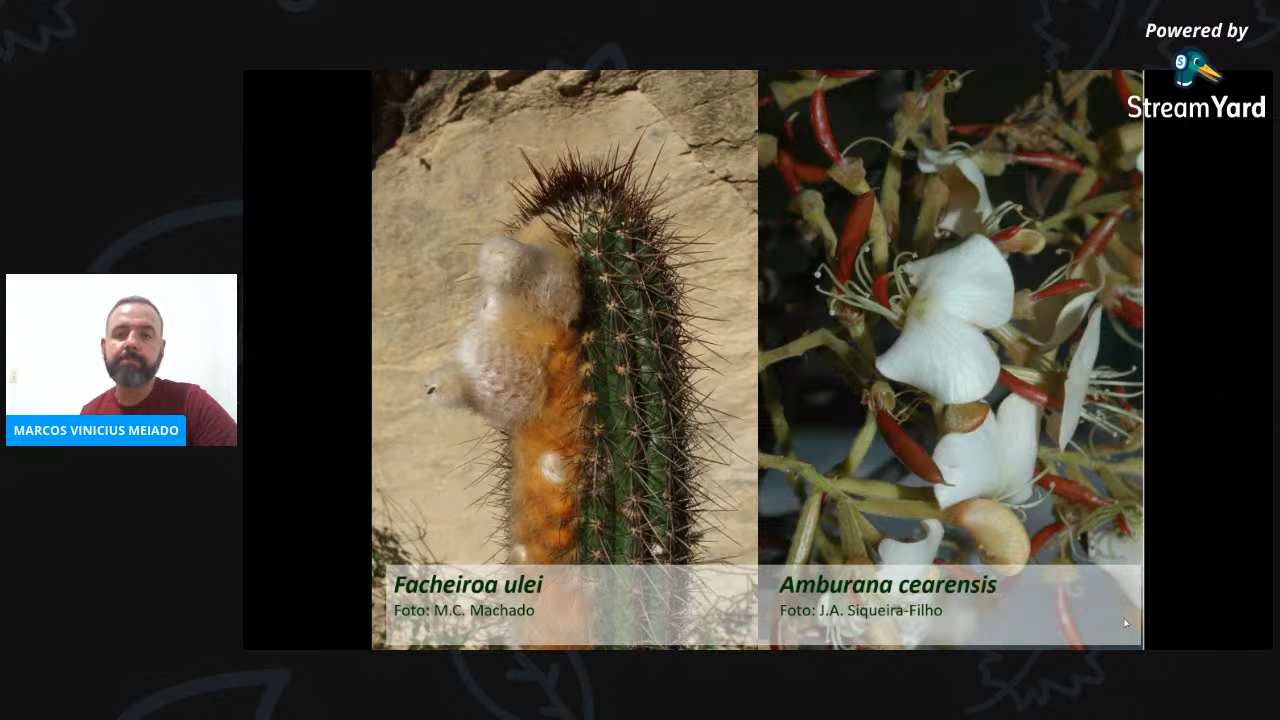 Powered by
StreamYard
MARCOS VINICIUS MEIADO
Facheiroa ulei
Foto: M.C. Machado
Amburana cearensis
Foto: J.A. Siqueira-Filho